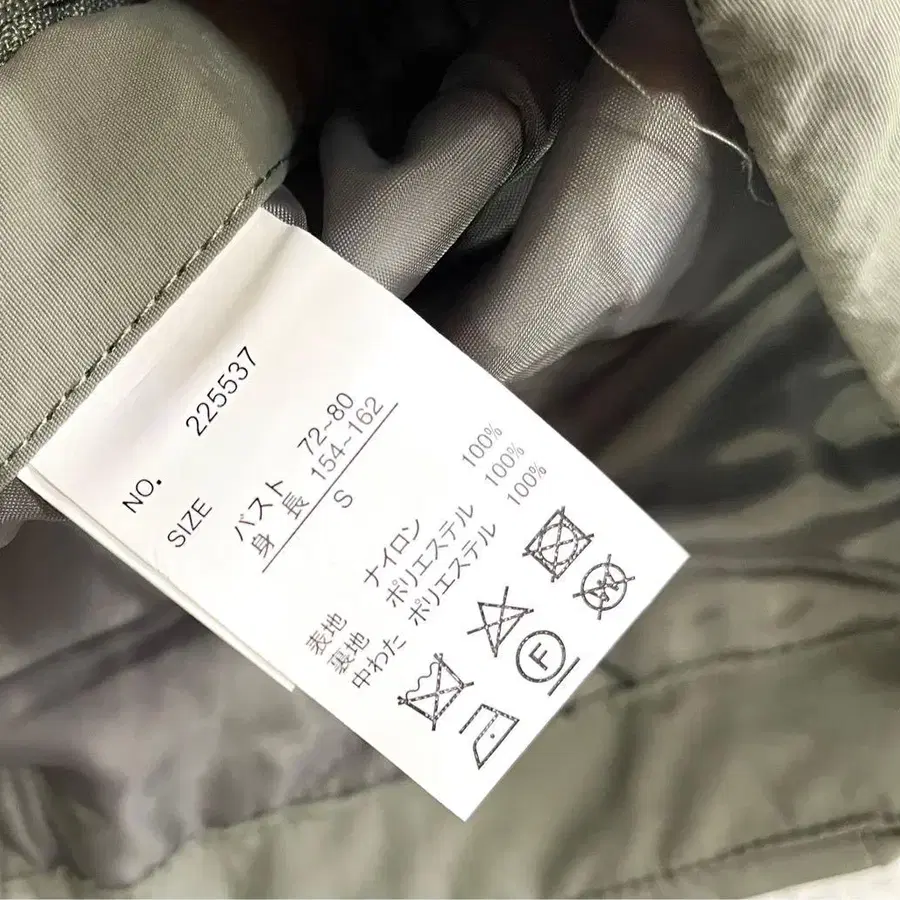 NO. 225537
SIZE バスト 72~80
身 長 154~162
S
表地 ナイロン 100%
裏地 ポリエステル 100%
中わた ポリエステル 100%
F
W